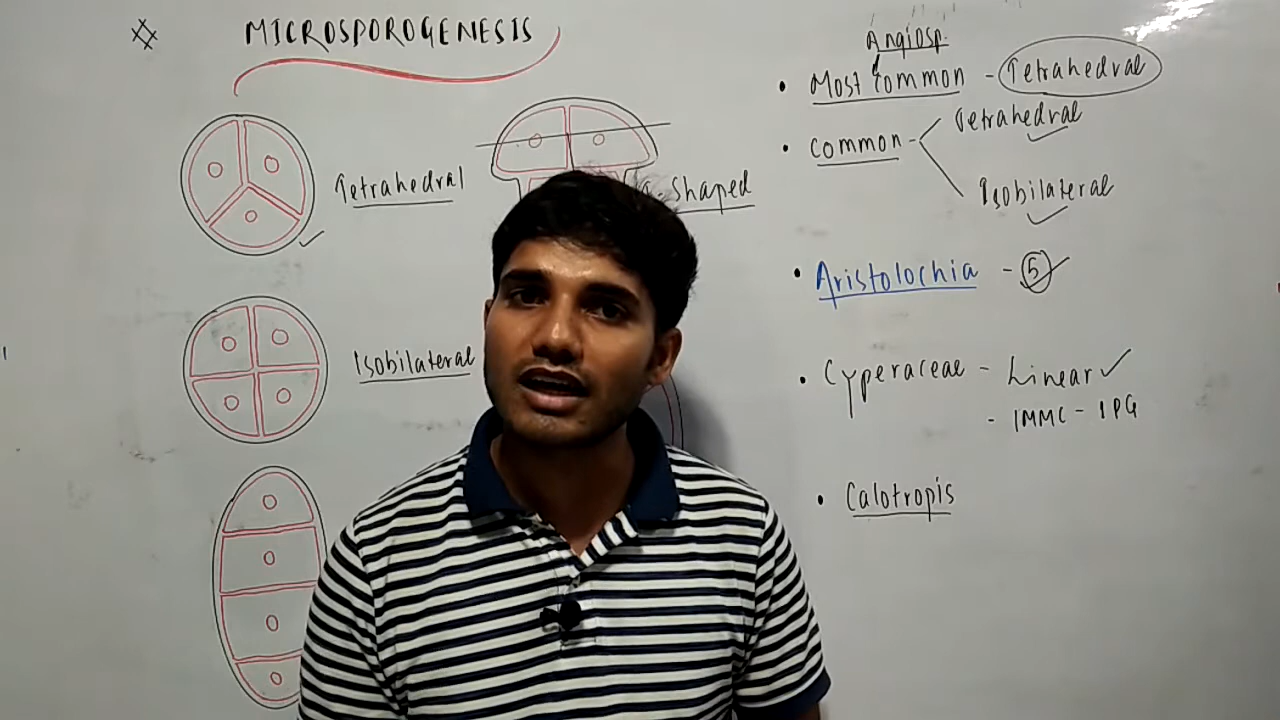 MICROSPOROGENESIS
Tetrahedral
shaped
Isobilateral
Angiosp.
• Most common - Tetrahedral
• Common - Tetrahedral
Isobilateral
• Aristolochia - 5
• Cyperaceae - Linear
- 1MMC - 1PG
• Calotropis